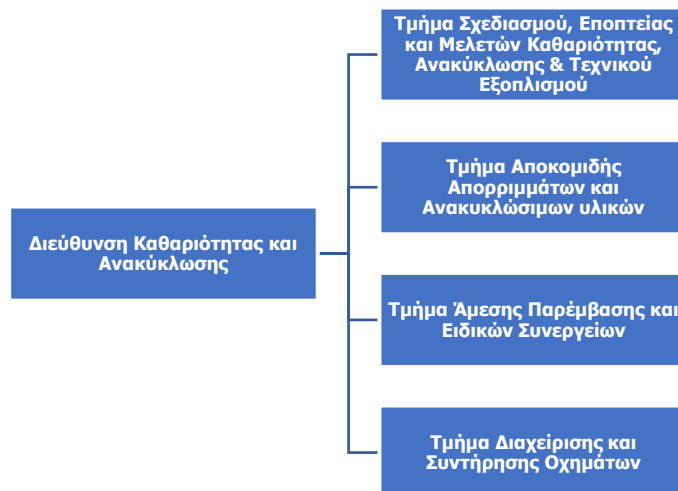 Τμήμα Σχεδιασμού, Εποπτείας
και Μελετών Καθαριότητας,
Ανακύκλωσης & Τεχνικού
Εξοπλισμού
Τμήμα Αποκομιδής
Απορριμμάτων και
Ανακυκλώσιμων υλικών
Διεύθυνση Καθαριότητας και
Ανακύκλωσης
Τμήμα Άμεσης Παρέμβασης και
Ειδικών Συνεργείων
Τμήμα Διαχείρισης και
Συντήρησης Οχημάτων